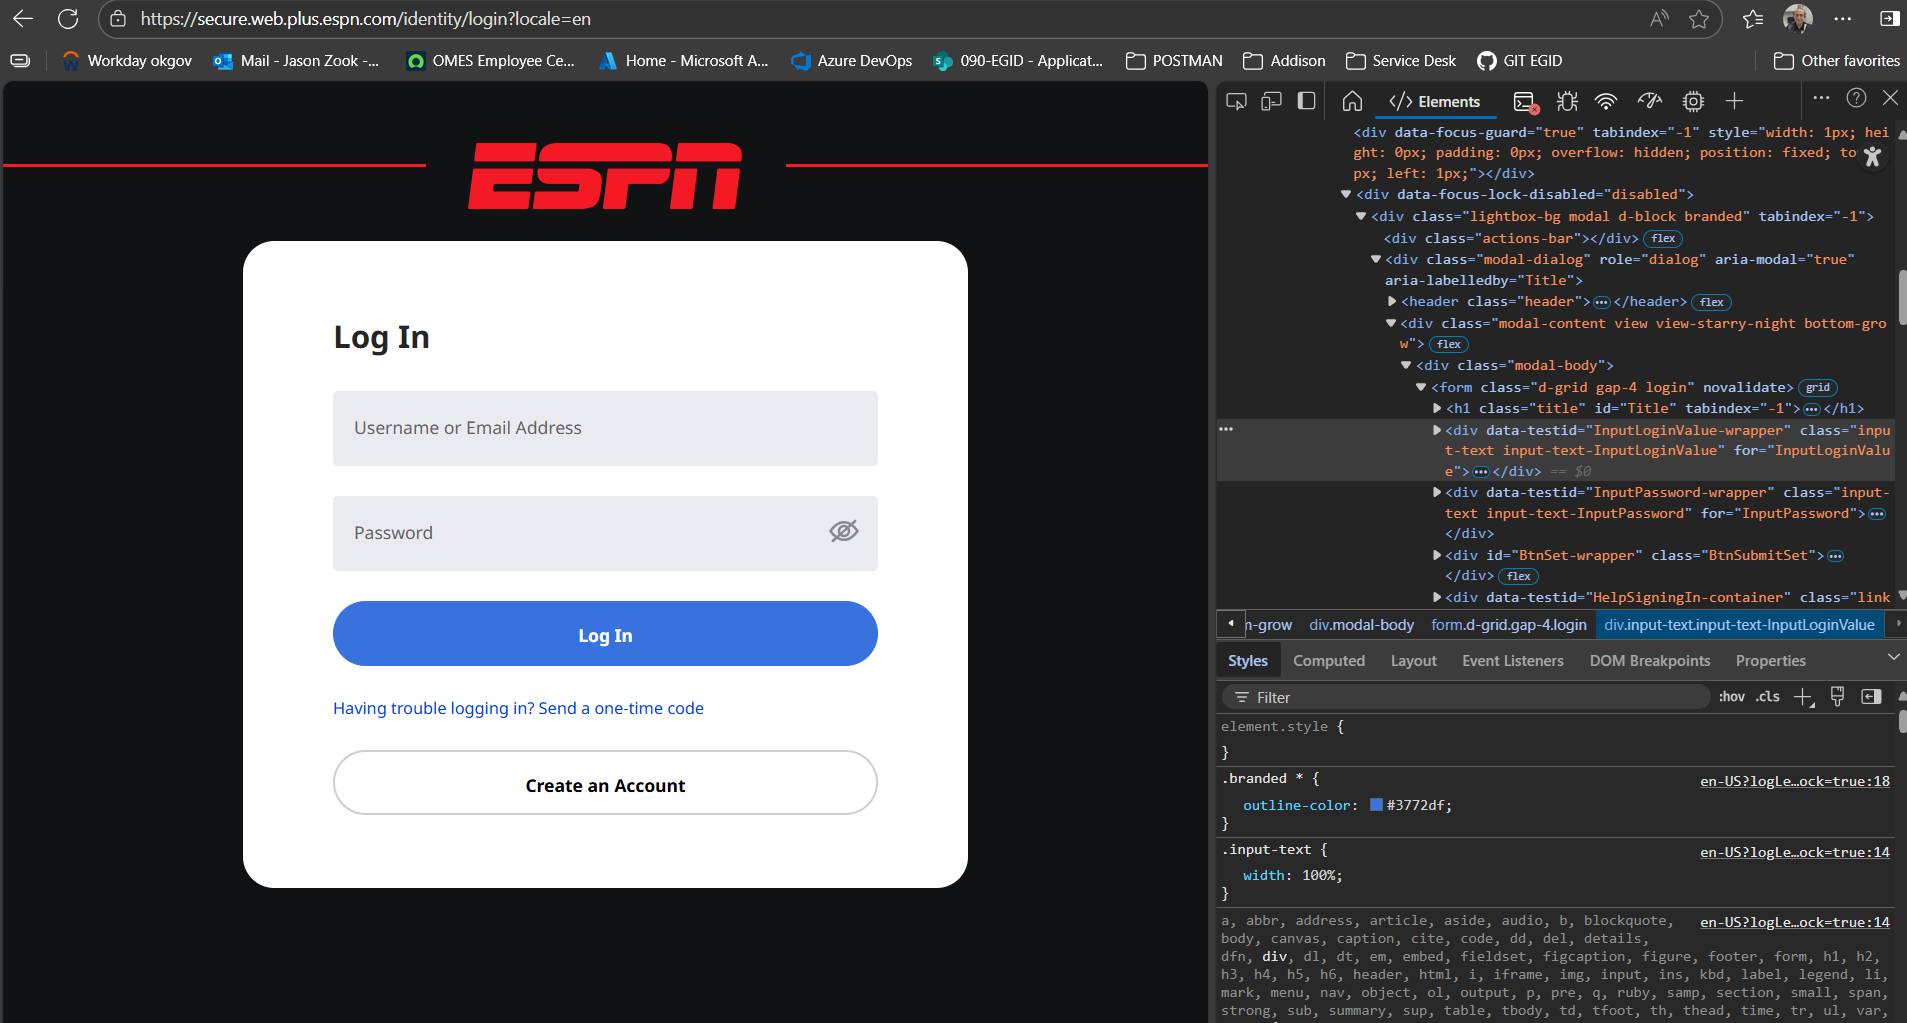 https://secure.web.plus.espn.com/identity/login?locale=en
Workday okgov
Mail - Jason Zook -...
OMES Employee Ce...
Home - Microsoft A...
Azure DevOps
090-EGID - Applicat...
POSTMAN
Addison
Service Desk
GIT EGID
Other favorites
ESPN
Log In
Username or Email Address
Password
Log In
Having trouble logging in? Send a one-time code
Create an Account
</> Elements
<div data-focus-guard="true" tabindex="-1" style="width: 1px; hei
ght: 0px; padding: 0px; overflow: hidden; position: fixed; to
px; left: 1px;"></div>
<div data-focus-lock-disabled="disabled">
<div class="lightbox-bg modal d-block branded" tabindex="-1">
<div class="actions-bar"></div> flex
<div class="modal-dialog" role="dialog" aria-modal="true"
aria-labelledby="Title">
<header class="header">...</header> flex
<div class="modal-content view view-starry-night bottom-gro
w"> flex
<div class="modal-body">
<form class="d-grid gap-4 login" novalidate> grid
<h1 class="title" id="Title" tabindex="-1">...</h1>
<div data-testid="InputLoginValue-wrapper" class="inpu
t-text input-text-InputLoginValue" for="InputLoginValu
e">...</div> == $0
<div data-testid="InputPassword-wrapper" class="input-
text input-text-InputPassword" for="InputPassword">...
</div>
<div id="BtnSet-wrapper" class="BtnSubmitSet">...
</div> flex
<div data-testid="HelpSigningIn-container" class="link
n-grow div.modal-body form.d-grid.gap-4.login div.input-text.input-text-InputLoginValue
Styles Computed Layout Event Listeners DOM Breakpoints Properties
Filter :hov .cls
element.style {
}
.branded * { en-US?logLe…ock=true:18
outline-color: #3772df;
}
.input-text { en-US?logLe…ock=true:14
width: 100%;
}
a, abbr, address, article, aside, audio, b, blockquote, en-US?logLe…ock=true:14
body, canvas, caption, cite, code, dd, del, details,
dfn, div, dl, dt, em, embed, fieldset, figcaption, figure, footer, form, h1, h2,
h3, h4, h5, h6, header, html, i, iframe, img, input, ins, kbd, label, legend, li,
mark, menu, nav, object, ol, output, p, pre, q, ruby, samp, section, small, span,
strong, sub, summary, sup, table, tbody, td, tfoot, th, thead, time, tr, ul, var,